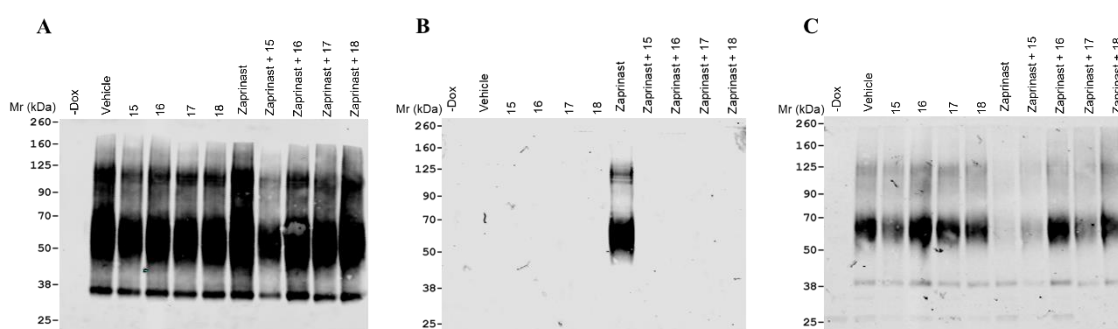 A
-Dox
Vehicle
15
16
17
18
Zaprinast
Zaprinast + 15
Zaprinast + 16
Zaprinast + 17
Zaprinast + 18
Mr (kDa)
260-
160-
125-
90-
70-
50-
38-
25-
B
-Dox
Vehicle
15
16
17
18
Zaprinast
Zaprinast + 15
Zaprinast + 16
Zaprinast + 17
Zaprinast + 18
Mr (kDa)
260-
160-
125-
90-
70-
50-
38-
25-
C
-Dox
Vehicle
15
16
17
18
Zaprinast
Zaprinast + 15
Zaprinast + 16
Zaprinast + 17
Zaprinast + 18
Mr (kDa)
260-
160-
125-
90-
70-
50-
38-
25-